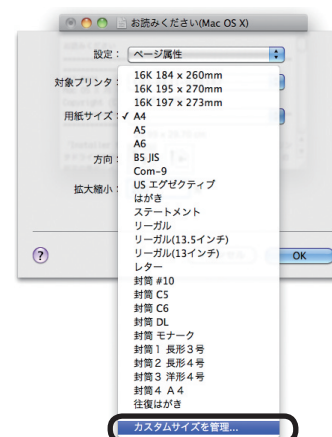 お読みください(Mac OS X)
設定：
ページ属性
対象プリンタ：
16K 184 x 260mm
16K 195 x 270mm
16K 197 x 273mm
用紙サイズ：
✓ A4
A5
A6
方向：
B5 JIS
Com-9
US エグゼクティブ
拡大縮小：
はがき
ステートメント
リーガル
リーガル(13.5インチ)
リーガル(13インチ)
レター
封筒 #10
封筒 C5
封筒 C6
封筒 DL
封筒 モナーク
封筒1 長形3号
封筒2 長形4号
封筒3 洋形4号
封筒4 A4
往復はがき
カスタムサイズを管理...
?
OK